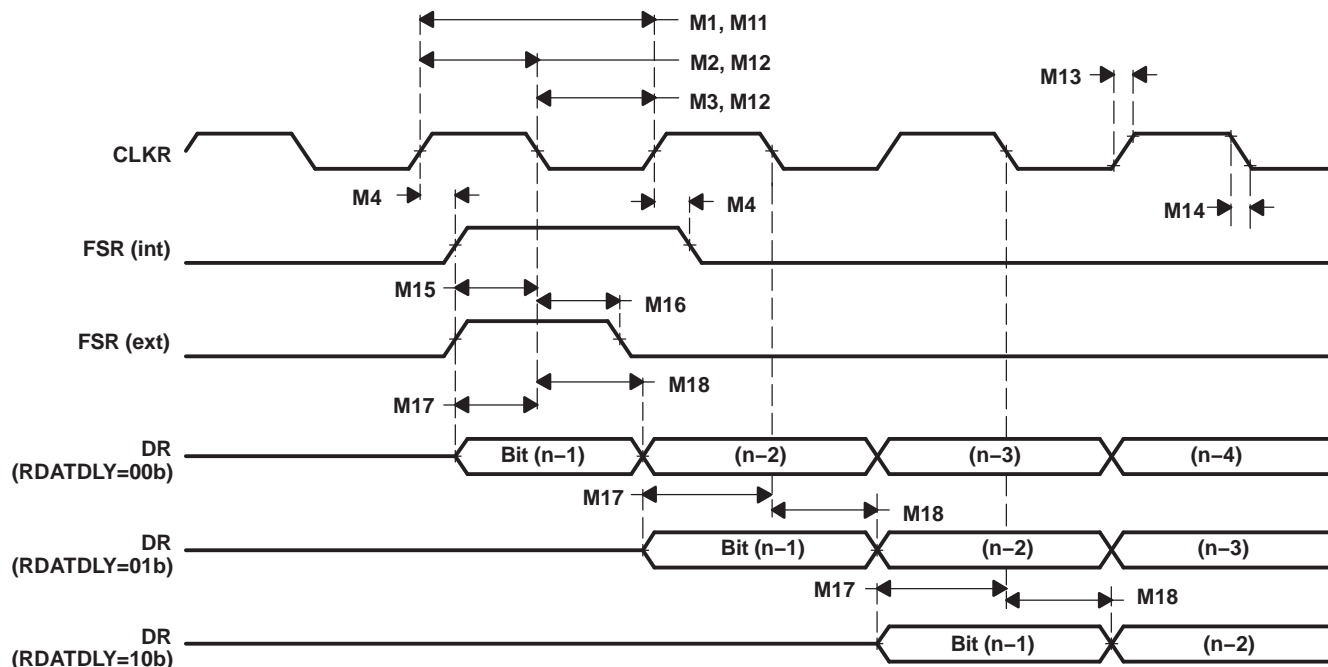 M1, M11
M2, M12
M13
M3, M12
CLKR
M4
M4
M14
FSR (int)
M15
M16
FSR (ext)
M18
M17
DR
(RDATDLY=00b)
Bit (n−1)
(n−2)
(n−3)
(n−4)
M17
M18
DR
(RDATDLY=01b)
Bit (n−1)
(n−2)
(n−3)
M17
M18
DR
(RDATDLY=10b)
Bit (n−1)
(n−2)